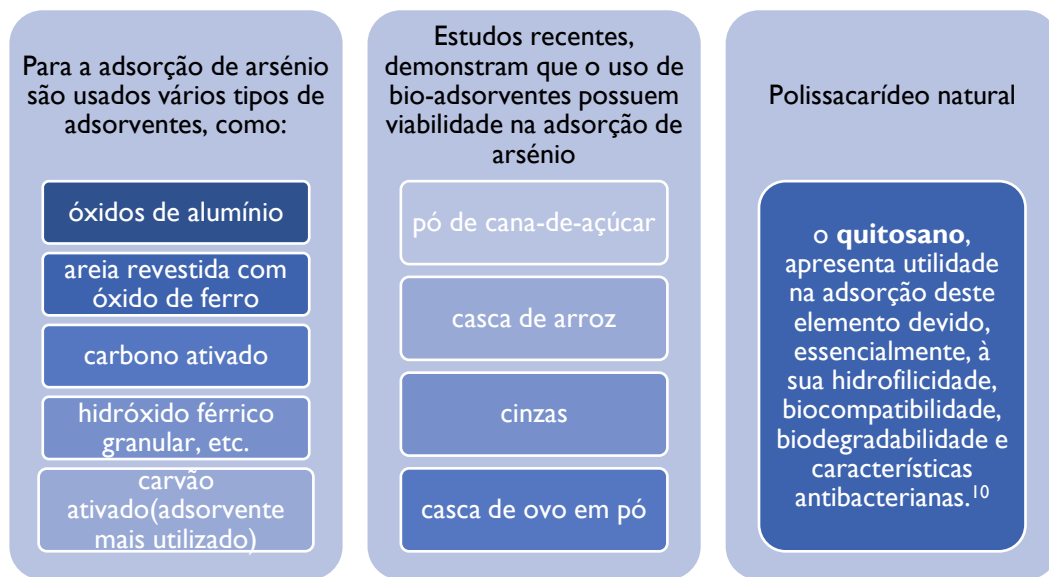 Para a adsorção de arsénio
são usados vários tipos de
adsorventes, como:
óxidos de alumínio
areia revestida com
óxido de ferro
carbono ativado
hidróxido férrico
granular, etc.
carvão
ativado(adsorvente
mais utilizado)
Estudos recentes,
demonstram que o uso de
bio-adsorventes possuem
viabilidade na adsorção de
arsénio
pó de cana-de-açúcar
casca de arroz
cinzas
casca de ovo em pó
Polissacarídeo natural
o quitosano,
apresenta utilidade
na adsorção deste
elemento devido,
essencialmente, à
sua hidrofilicidade,
biocompatibilidade,
biodegradabilidade e
características
antibacterianas.10